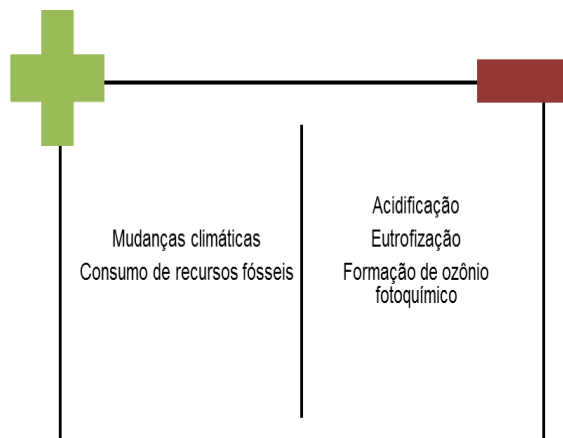 Mudanças climáticas
Consumo de recursos fósseis
Acidificação
Eutrofização
Formação de ozônio
fotoquímico